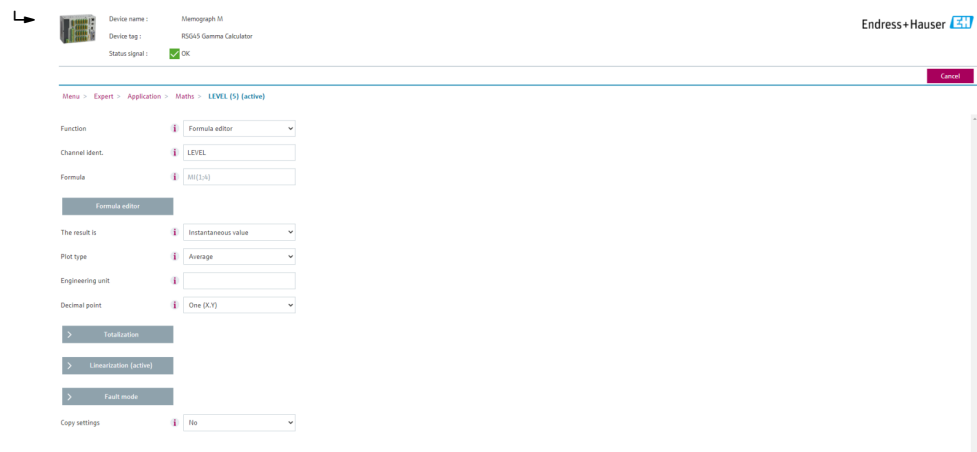 Device name : Memograph M
Endress+Hauser EH
Device tag : RSG45 Gamma Calculator
Status signal : OK
Cancel
Menu > Expert > Application > Maths > LEVEL (5) (active)
Function i Formula editor
Channel ident. i LEVEL
Formula i MI(1;4)
Formula editor
The result is i Instantaneous value
Plot type i Average
Engineering unit i
Decimal point i One (X.Y)
> Totalization
> Linearization (active)
> Fault mode
Copy settings i No